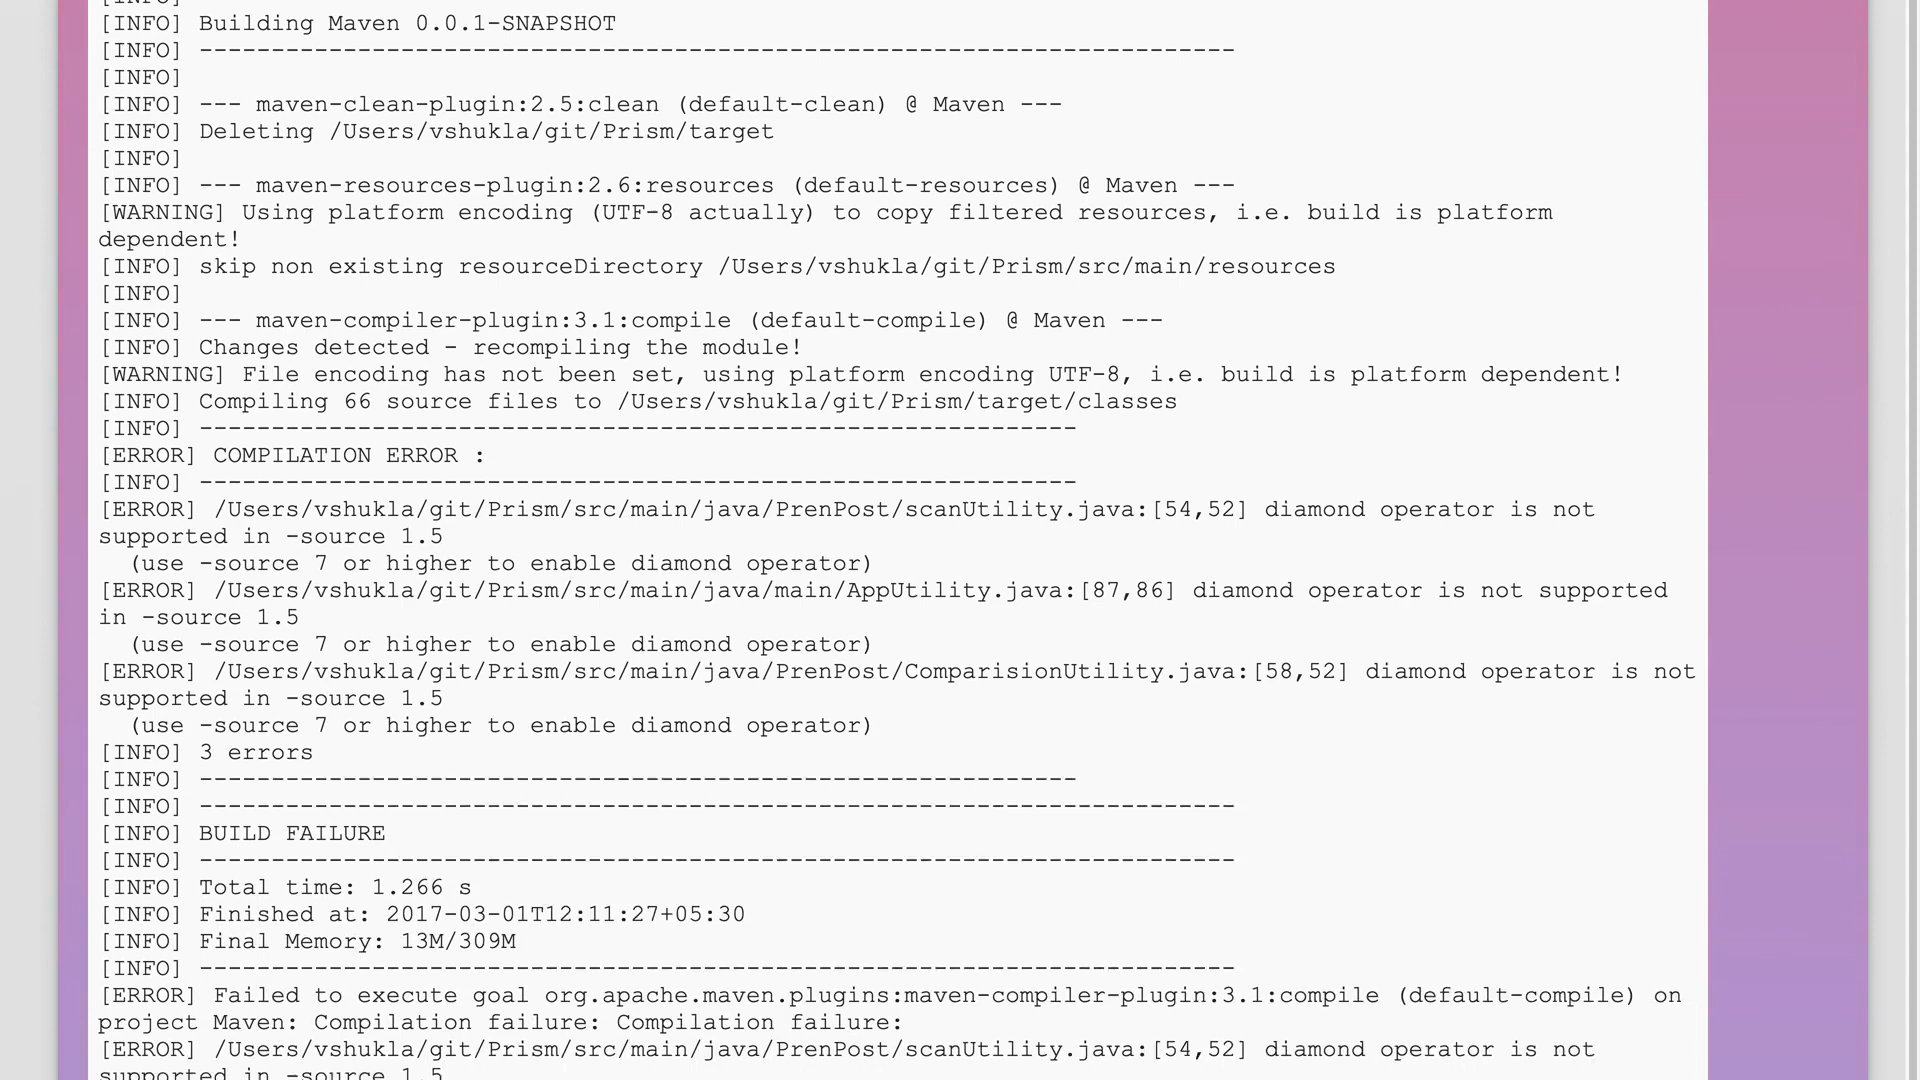 [INFO]
[INFO] Building Maven 0.0.1-SNAPSHOT
[INFO] ------------------------------------------------------------------------
[INFO]
[INFO] --- maven-clean-plugin:2.5:clean (default-clean) @ Maven ---
[INFO] Deleting /Users/vshukla/git/Prism/target
[INFO]
[INFO] --- maven-resources-plugin:2.6:resources (default-resources) @ Maven ---
[WARNING] Using platform encoding (UTF-8 actually) to copy filtered resources, i.e. build is platform
dependent!
[INFO] skip non existing resourceDirectory /Users/vshukla/git/Prism/src/main/resources
[INFO]
[INFO] --- maven-compiler-plugin:3.1:compile (default-compile) @ Maven ---
[INFO] Changes detected - recompiling the module!
[WARNING] File encoding has not been set, using platform encoding UTF-8, i.e. build is platform dependent!
[INFO] Compiling 66 source files to /Users/vshukla/git/Prism/target/classes
[INFO] -------------------------------------------------------------
[ERROR] COMPILATION ERROR :
[INFO] -------------------------------------------------------------
[ERROR] /Users/vshukla/git/Prism/src/main/java/PrenPost/scanUtility.java:[54,52] diamond operator is not
supported in -source 1.5
(use -source 7 or higher to enable diamond operator)
[ERROR] /Users/vshukla/git/Prism/src/main/java/main/AppUtility.java:[87,86] diamond operator is not supported
in -source 1.5
(use -source 7 or higher to enable diamond operator)
[ERROR] /Users/vshukla/git/Prism/src/main/java/PrenPost/ComparisionUtility.java:[58,52] diamond operator is not
supported in -source 1.5
(use -source 7 or higher to enable diamond operator)
[INFO] 3 errors
[INFO] -------------------------------------------------------------
[INFO] ------------------------------------------------------------------------
[INFO] BUILD FAILURE
[INFO] ------------------------------------------------------------------------
[INFO] Total time: 1.266 s
[INFO] Finished at: 2017-03-01T12:11:27+05:30
[INFO] Final Memory: 13M/309M
[INFO] ------------------------------------------------------------------------
[ERROR] Failed to execute goal org.apache.maven.plugins:maven-compiler-plugin:3.1:compile (default-compile) on
project Maven: Compilation failure: Compilation failure:
[ERROR] /Users/vshukla/git/Prism/src/main/java/PrenPost/scanUtility.java:[54,52] diamond operator is not
supported in -source 1.5